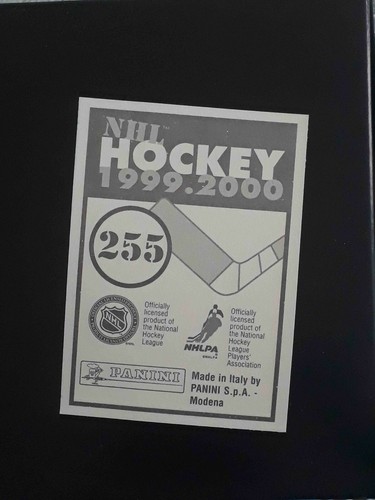 NHL
HOCKEY
1999.2000
255
NHL
Officially
licensed
product of
the National
Hockey
League
NHLPA
Officially
licensed
product of
the National
Hockey
League
Players'
Association
PANINI
Made in Italy by
PANINI S.p.A. -
Modena